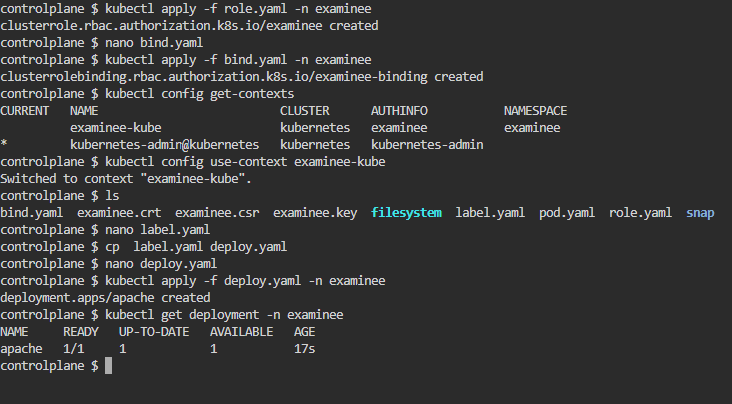 controlplane $ kubectl apply -f role.yaml -n examinee
clusterrole.rbac.authorization.k8s.io/examinee created
controlplane $ nano bind.yaml
controlplane $ kubectl apply -f bind.yaml -n examinee
clusterrolebinding.rbac.authorization.k8s.io/examinee-binding created
controlplane $ kubectl config get-contexts
CURRENT   NAME                          CLUSTER      AUTHINFO           NAMESPACE
          examinee-kube                 kubernetes   examinee           examinee
*         kubernetes-admin@kubernetes   kubernetes   kubernetes-admin
controlplane $ kubectl config use-context examinee-kube
Switched to context "examinee-kube".
controlplane $ ls
bind.yaml  examinee.crt  examinee.csr  examinee.key  filesystem  label.yaml  pod.yaml  role.yaml  snap
controlplane $ nano label.yaml
controlplane $ cp  label.yaml deploy.yaml
controlplane $ nano deploy.yaml
controlplane $ kubectl apply -f deploy.yaml -n examinee
deployment.apps/apache created
controlplane $ kubectl get deployment -n examinee
NAME     READY   UP-TO-DATE   AVAILABLE   AGE
apache   1/1     1            1           17s
controlplane $